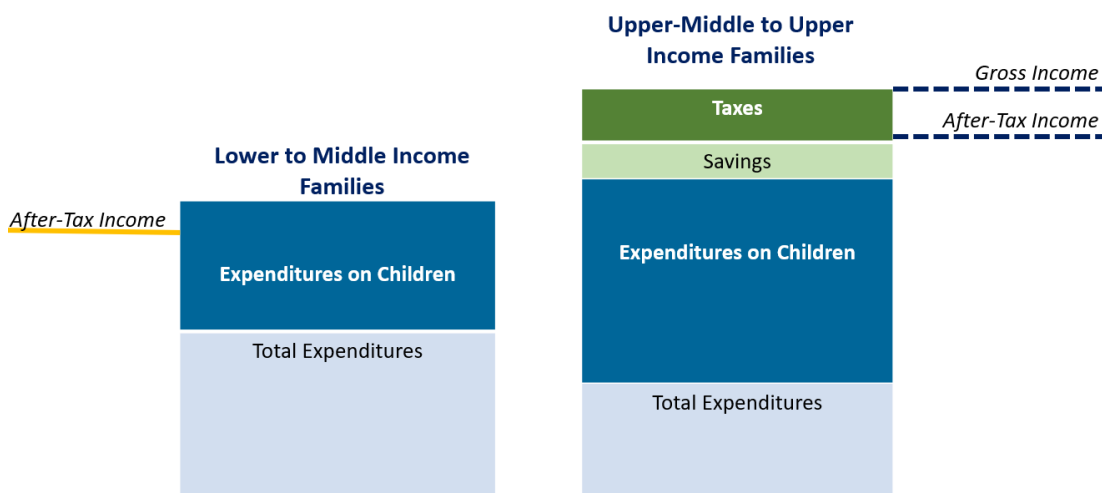 Lower to Middle Income
Families
After-Tax Income
Expenditures on Children
Total Expenditures
Upper-Middle to Upper
Income Families
Gross Income
Taxes
After-Tax Income
Savings
Expenditures on Children
Total Expenditures